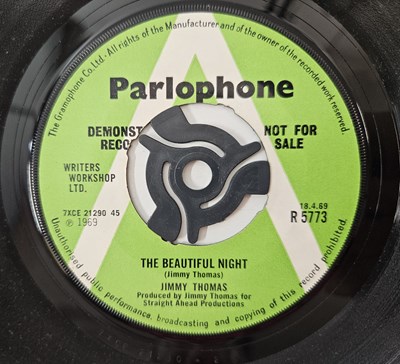 The Gramophone Co. Ltd. · All rights of the Manufacturer and of the owner of the recorded work reserved.
Parlophone
DEMONST NOT FOR
RECO SALE
WRITERS
WORKSHOP
LTD.
7XCE 21290 45
℗ 1969
18.4.69
R 5773
THE BEAUTIFUL NIGHT
(Jimmy Thomas)
JIMMY THOMAS
Produced by Jimmy Thomas for
Straight Ahead Productions
Unauthorised public performance, broadcasting and copying of this record prohibited.